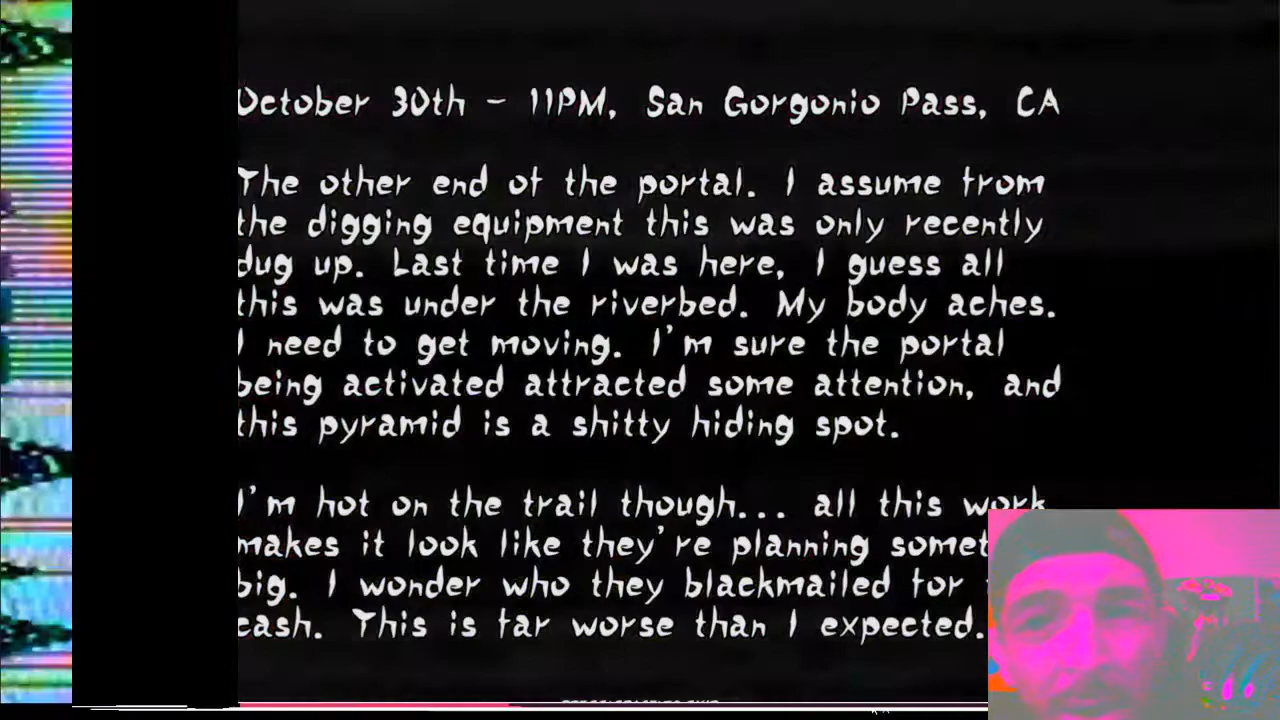 October 30th - 11PM, San Gorgonio Pass, CA
The other end of the portal. I assume from
the digging equipment this was only recently
dug up. Last time I was here, I guess all
this was under the riverbed. My body aches.
I need to get moving. I'm sure the portal
being activated attracted some attention, and
this pyramid is a shitty hiding spot.
I'm hot on the trail though... all this work
makes it look like they're planning
big. I wonder who they blackmailed for
cash. This is far worse than I expected.